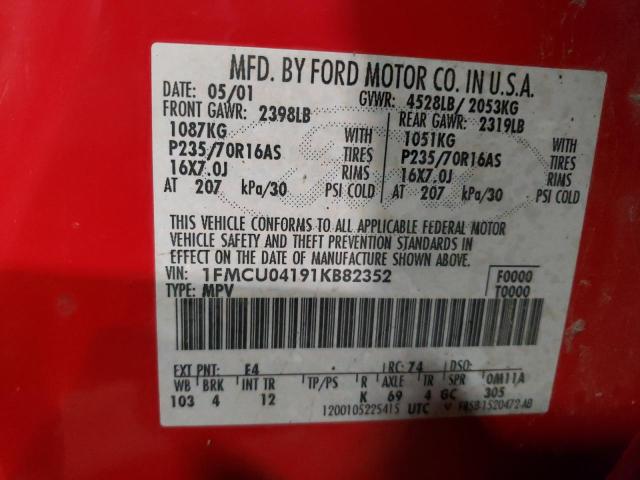 MFD. BY FORD MOTOR CO. IN U.S.A.
DATE: 05/01 GVWR: 4528LB / 2053KG
FRONT GAWR: 2398LB REAR GAWR: 2319LB
1087KG WITH 1051KG WITH
P235/70R16AS TIRES P235/70R16AS TIRES
16X7.0J RIMS 16X7.0J RIMS
AT 207 kPa/30 PSI COLD AT 207 kPa/30 PSI COLD
THIS VEHICLE CONFORMS TO ALL APPLICABLE FEDERAL MOTOR
VEHICLE SAFETY AND THEFT PREVENTION STANDARDS IN
EFFECT ON THE DATE OF MANUFACTURE SHOWN ABOVE.
VIN: 1FMCU04191KB82352 F0000
TYPE: MPV T0000
EXT PNT: E4 RC: 74 DSO:
WB BRK INT TR TP/PS R AXLE TR SPR 0M11A
103 4 12 K 69 4 GC 305
1200105225415 UTC